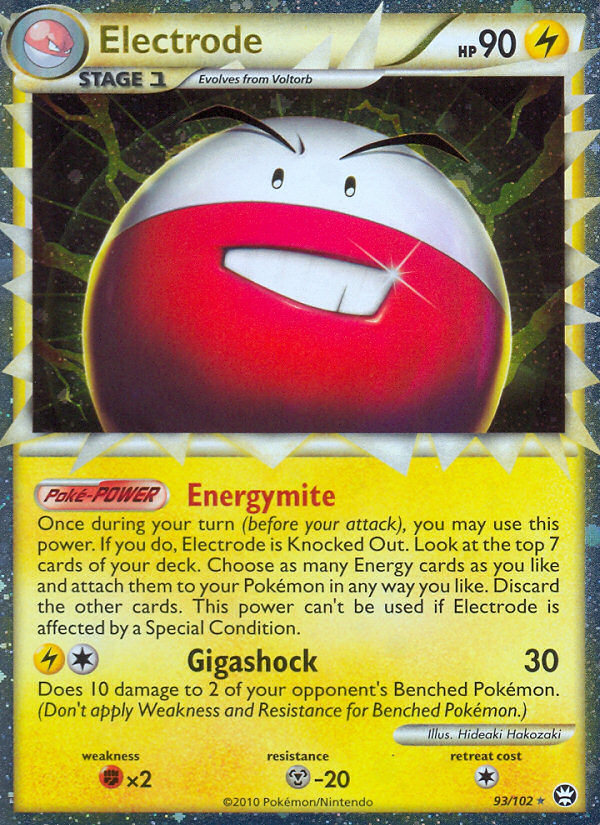 Electrode
HP 90
STAGE 1
Evolves from Voltorb
Poké-POWER Energymite
Once during your turn (before your attack), you may use this
power. If you do, Electrode is Knocked Out. Look at the top 7
cards of your deck. Choose as many Energy cards as you like
and attach them to your Pokémon in any way you like. Discard
the other cards. This power can't be used if Electrode is
affected by a Special Condition.
Gigashock 30
Does 10 damage to 2 of your opponent's Benched Pokémon.
(Don't apply Weakness and Resistance for Benched Pokémon.)
Illus. Hideaki Hakozaki
weakness resistance retreat cost
×2 -20
©2010 Pokémon/Nintendo 93/102